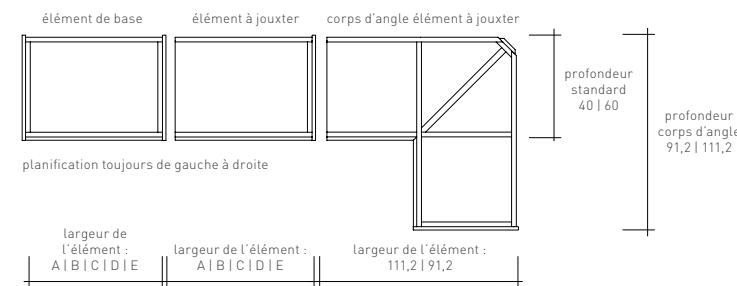 élément de base
élément à jouxter
corps d'angle élément à jouxter
profondeur
standard
40 | 60
profondeur
corps d'angle
91,2 | 111,2
planification toujours de gauche à droite
largeur de
l'élément :
A | B | C | D | E
largeur de l'élément :
A | B | C | D | E
largeur de l'élément :
111,2 | 91,2